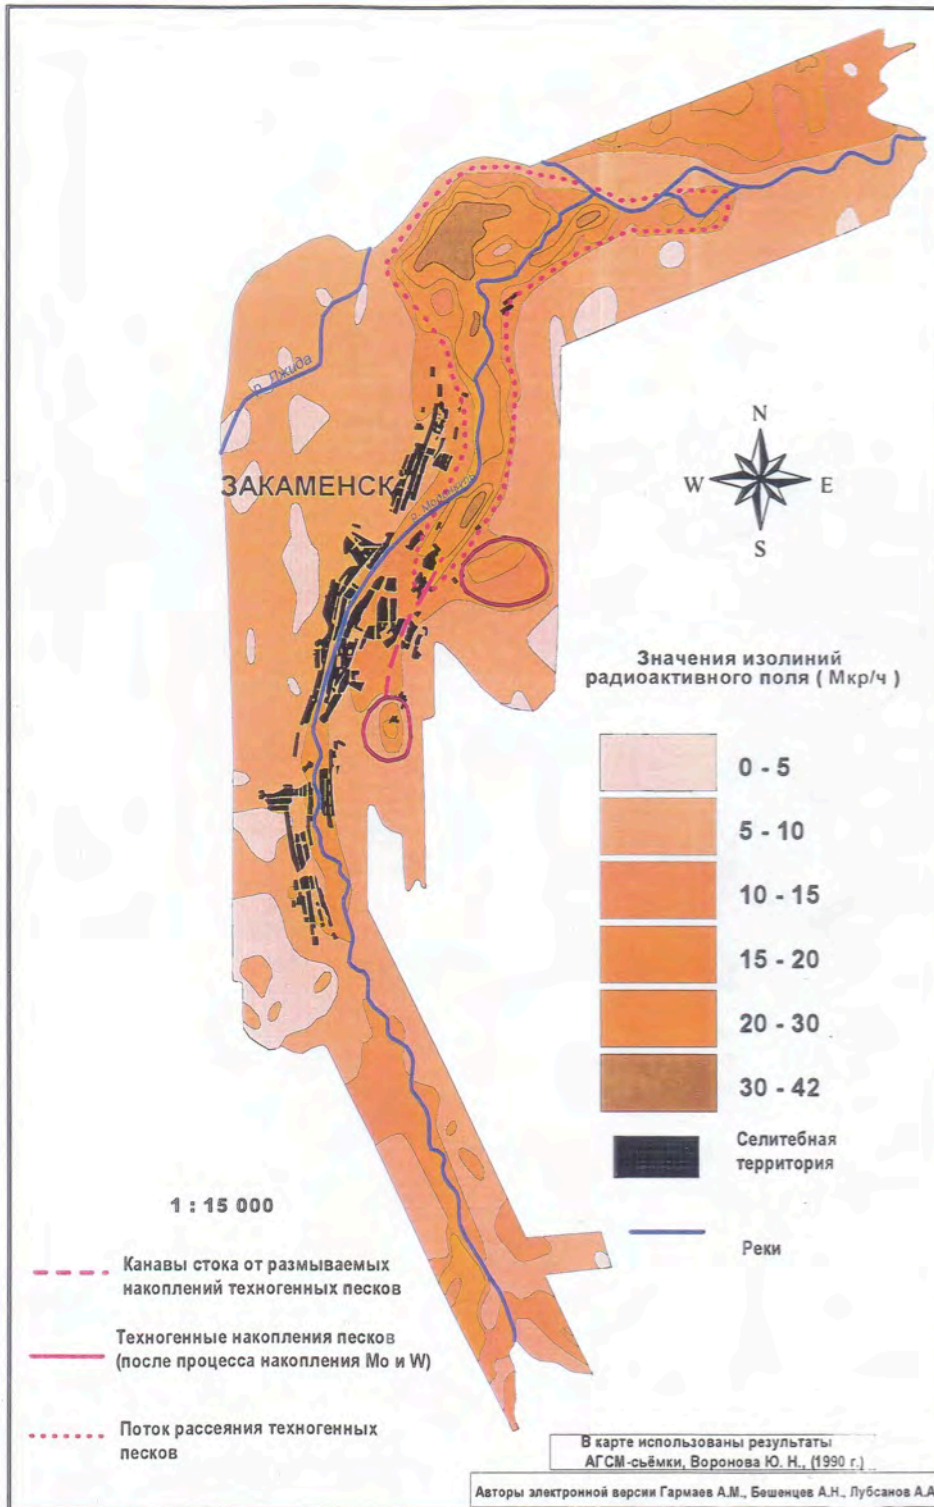 р. Джида
ЗАКАМЕНСК
N
W E
S
Значения изолиний
радиоактивного поля ( Мкр/ч )
0 - 5
5 - 10
10 - 15
15 - 20
20 - 30
30 - 42
Селитебная
территория
Реки
1 : 15 000
Канавы стока от размываемых
накоплений техногенных песков
Техногенные накопления песков
(после процесса накопления Mo и W)
Поток рассеяния техногенных
песков
В карте использованы результаты
АГСМ-сьёмки, Воронова Ю. Н., (1990 г.)
Авторы электронной версии Гармаев А.М., Бешенцев А.Н., Лубсанов А.А